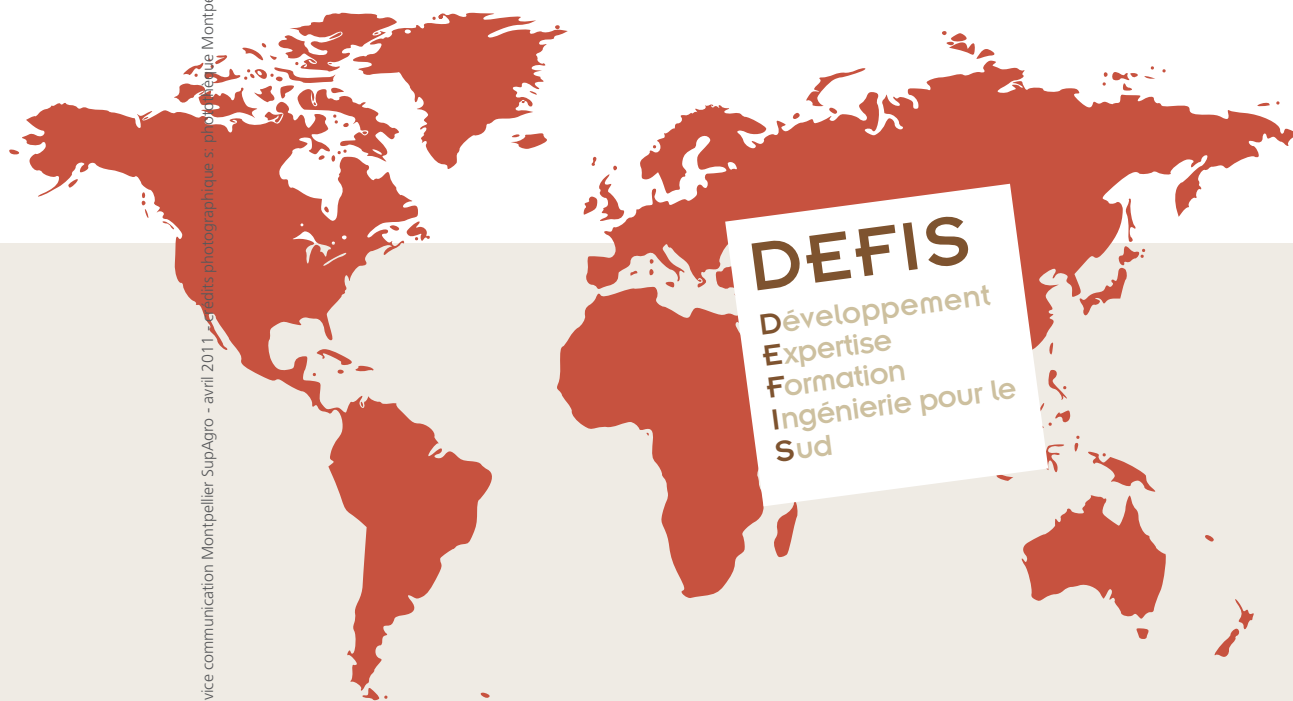 DEFIS
Développement
Expertise
Formation
Ingénierie pour le
Sud
vice communication Montpellier SupAgro - avril 2011 - crédits photographique s: photothèque Montpe